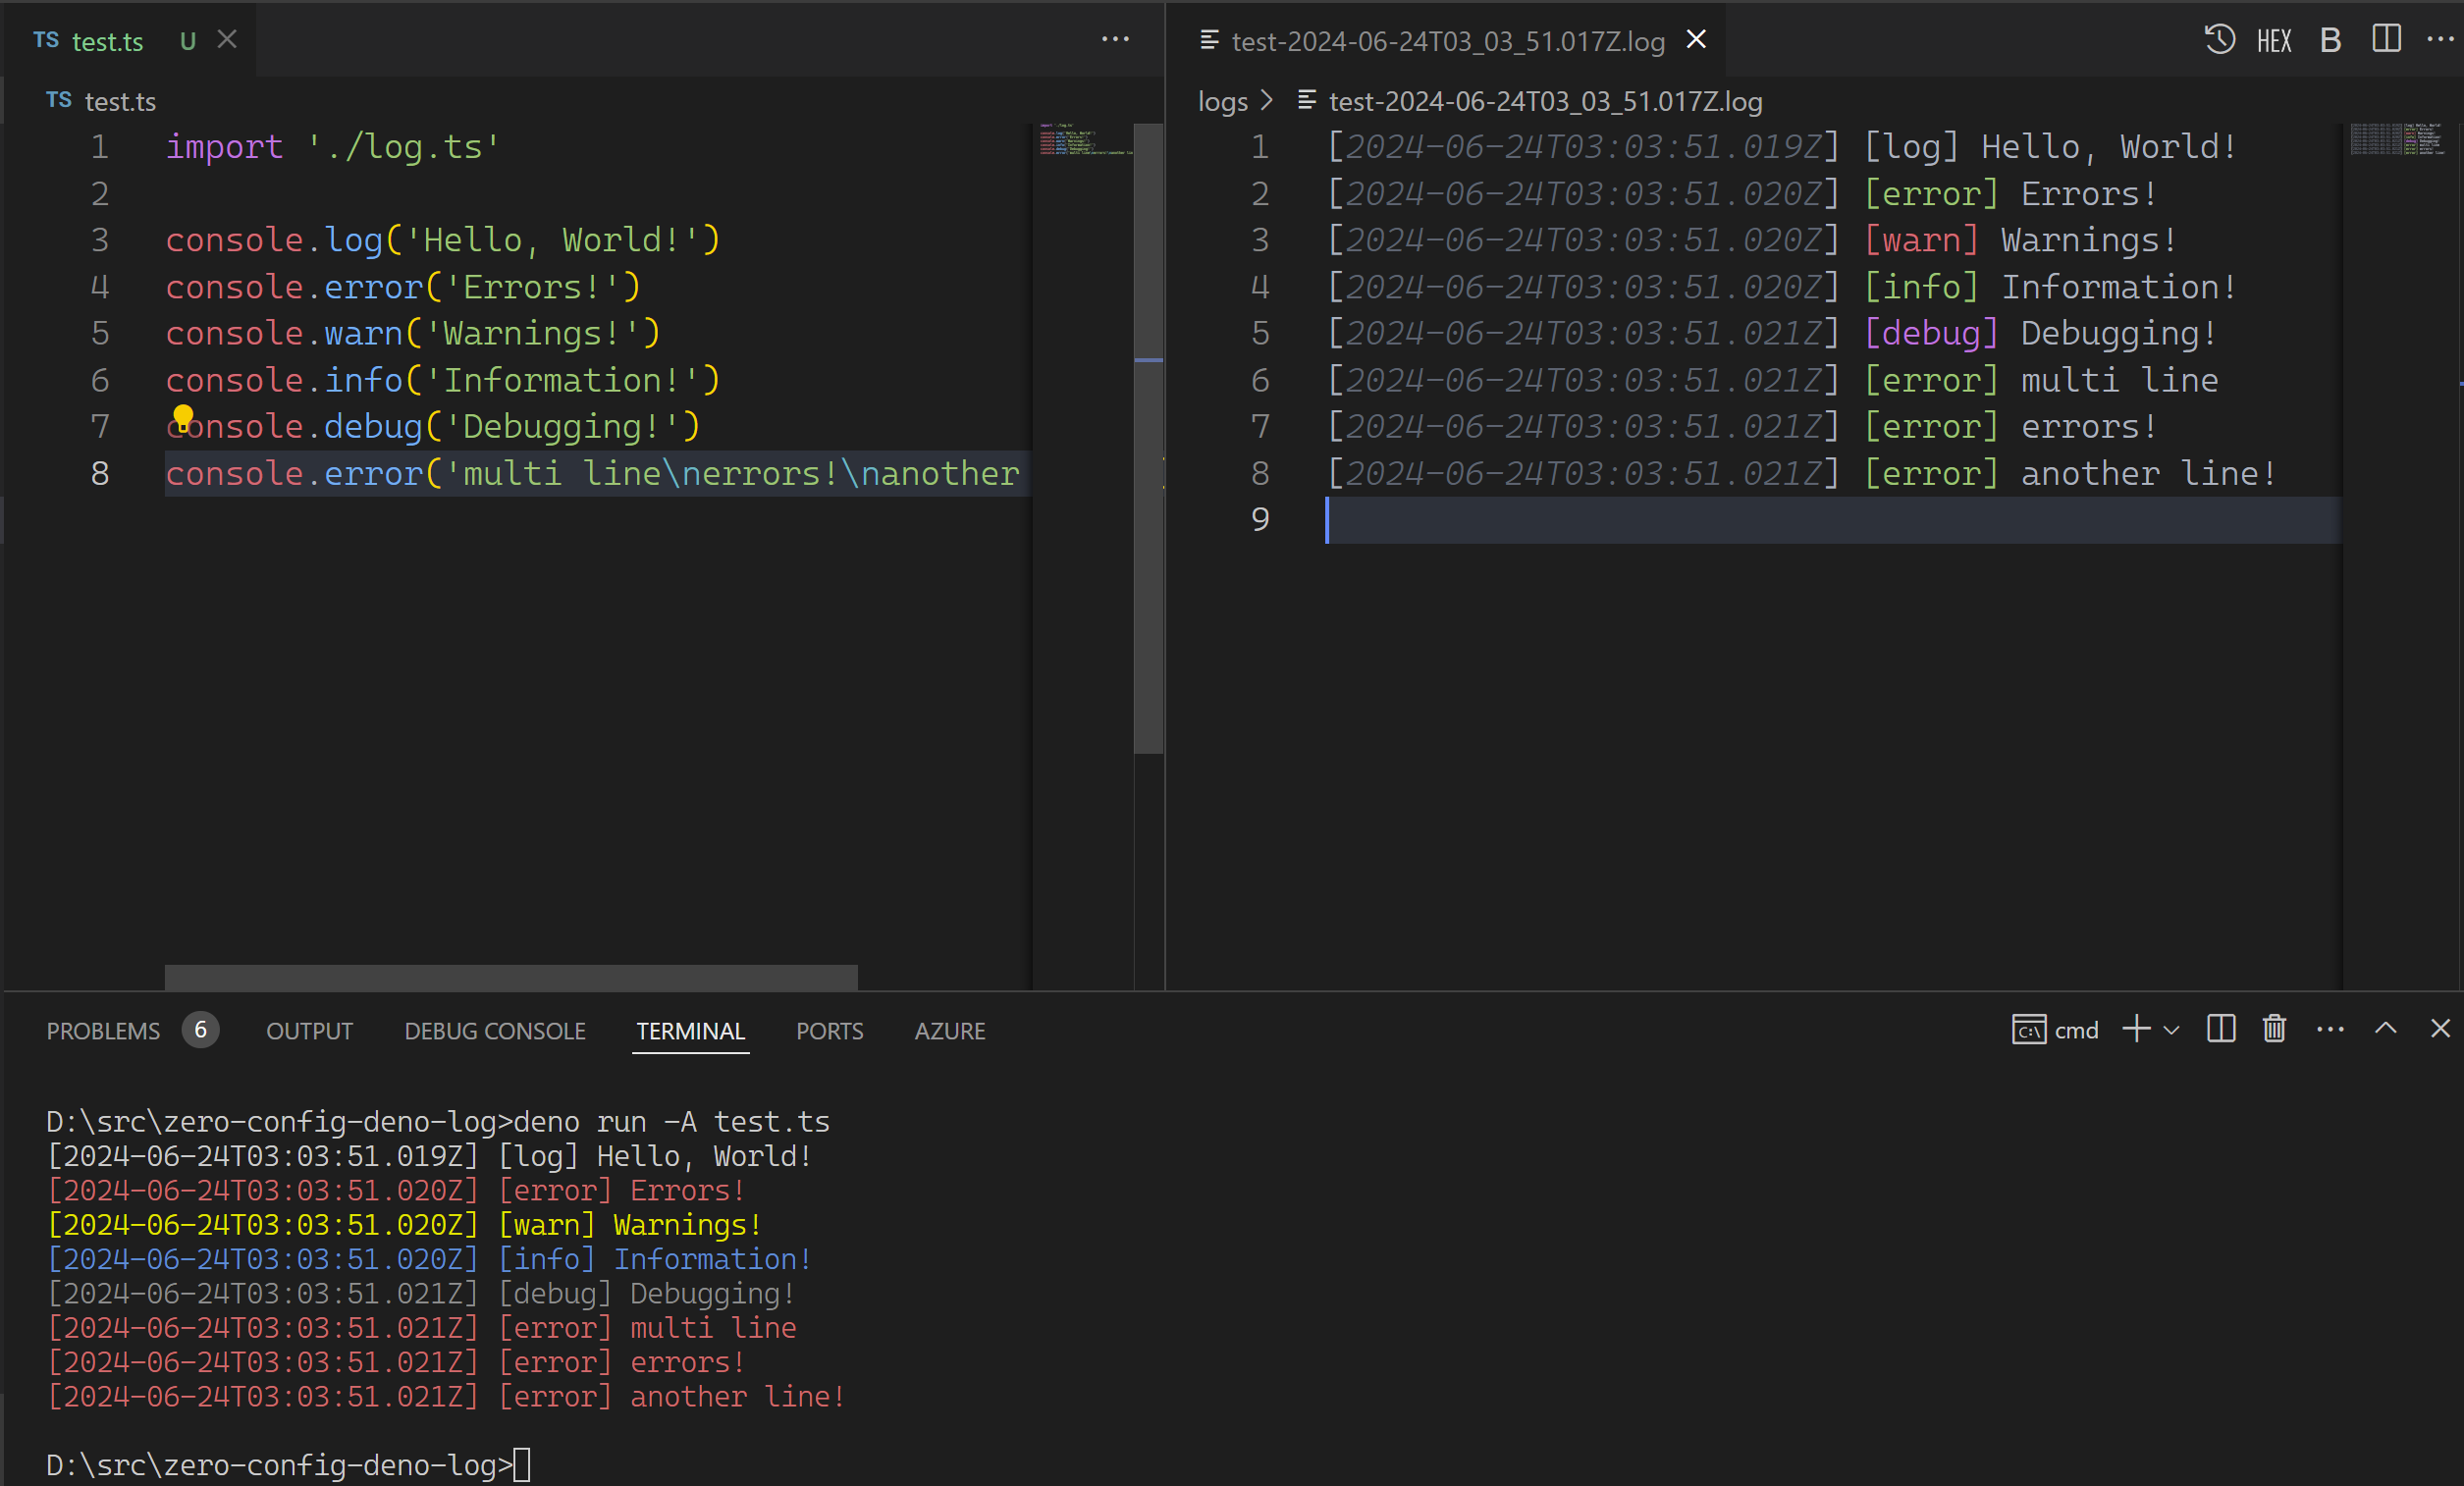 TS test.ts U
TS test.ts
1 import './log.ts'
2
3 console.log('Hello, World!')
4 console.error('Errors!')
5 console.warn('Warnings!')
6 console.info('Information!')
7 console.debug('Debugging!')
8 console.error('multi line\nerrors!\nanother
test-2024-06-24T03_03_51.017Z.log HEX B
logs > test-2024-06-24T03_03_51.017Z.log
1 [2024-06-24T03:03:51.019Z] [log] Hello, World!
2 [2024-06-24T03:03:51.020Z] [error] Errors!
3 [2024-06-24T03:03:51.020Z] [warn] Warnings!
4 [2024-06-24T03:03:51.020Z] [info] Information!
5 [2024-06-24T03:03:51.021Z] [debug] Debugging!
6 [2024-06-24T03:03:51.021Z] [error] multi line
7 [2024-06-24T03:03:51.021Z] [error] errors!
8 [2024-06-24T03:03:51.021Z] [error] another line!
9
PROBLEMS 6 OUTPUT DEBUG CONSOLE TERMINAL PORTS AZURE cmd
D:\src\zero-config-deno-log>deno run -A test.ts
[2024-06-24T03:03:51.019Z] [log] Hello, World!
[2024-06-24T03:03:51.020Z] [error] Errors!
[2024-06-24T03:03:51.020Z] [warn] Warnings!
[2024-06-24T03:03:51.020Z] [info] Information!
[2024-06-24T03:03:51.021Z] [debug] Debugging!
[2024-06-24T03:03:51.021Z] [error] multi line
[2024-06-24T03:03:51.021Z] [error] errors!
[2024-06-24T03:03:51.021Z] [error] another line!
D:\src\zero-config-deno-log>